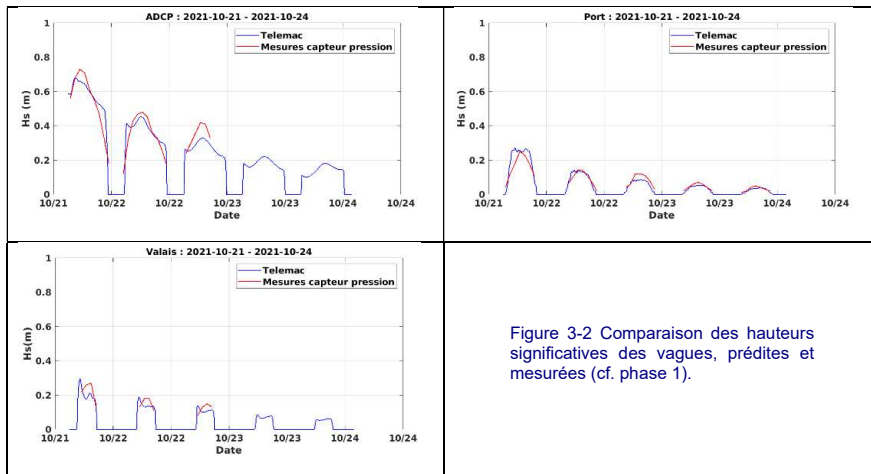 ADCP : 2021-10-21 - 2021-10-24
1
0.8
0.6
0.4
0.2
0
Hs (m)
Telemac
Mesures capteur pression
10/21 10/22 10/22 10/23 10/23 10/24 10/24
Date
Port : 2021-10-21 - 2021-10-24
1
0.8
0.6
0.4
0.2
0
Hs (m)
Telemac
Mesures capteur pression
10/21 10/22 10/22 10/23 10/23 10/24 10/24
Date
Valais : 2021-10-21 - 2021-10-24
1
0.8
0.6
0.4
0.2
0
Hs(m)
Telemac
Mesures capteur pression
10/21 10/22 10/22 10/23 10/23 10/24 10/24
Date
Figure 3-2 Comparaison des hauteurs
significatives des vagues, prédites et
mesurées (cf. phase 1).